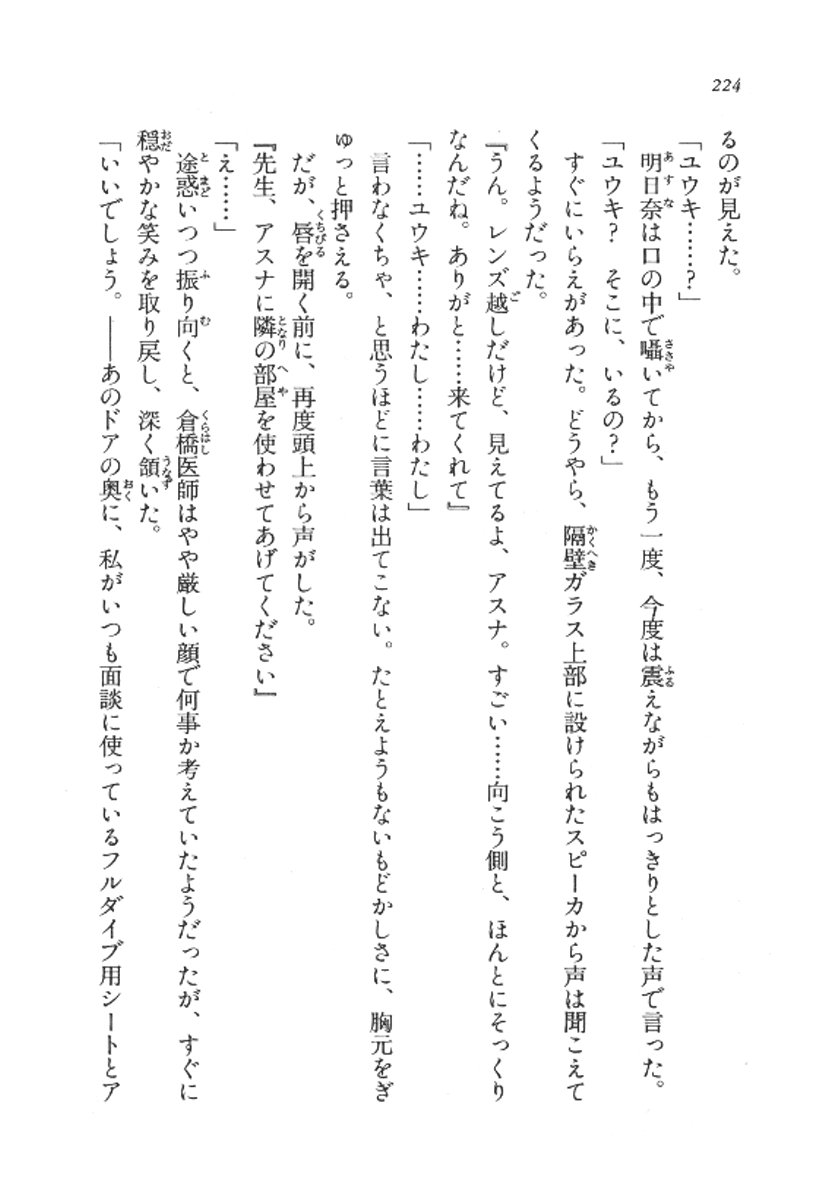 224
るのが見えた。
「ユウキ……？」
明日奈は口の中で囁いてから、もう一度、今度は震えながらもはっきりとした声で言った。
「ユウキ？　そこに、いるの？」
すぐにいらえがあった。どうやら、隔壁ガラス上部に設けられたスピーカから声は聞こえて
くるようだった。
『うん。レンズ越しだけど、見えてるよ、アスナ。すごい……向こう側と、ほんとにそっくり
なんだね。ありがと……来てくれて』
「……ユウキ……わたし……わたし」
言わなくちゃ、と思うほどに言葉は出てこない。たとえようもないもどかしさに、胸元をぎ
ゅっと押さえる。
だが、唇を開く前に、再度頭上から声がした。
『先生、アスナに隣の部屋を使わせてあげてください』
「え……」
途惑いつつ振り向くと、倉橋医師はやや厳しい顔で何事か考えていたようだったが、すぐに
穏やかな笑みを取り戻し、深く頷いた。
「いいでしょう。――あのドアの奥に、私がいつも面談に使っているフルダイブ用シートとア